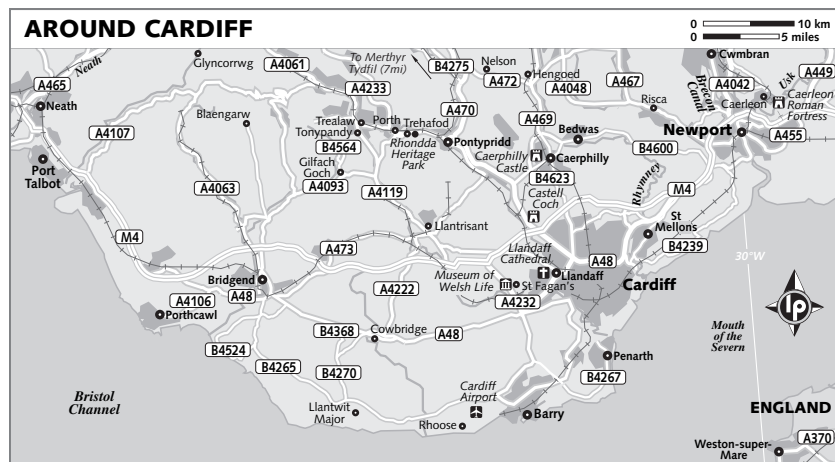 AROUND CARDIFF
0 10 km
0 5 miles
To Merthyr
Tydfil (7mi)
Glyncorrwg
A4061
B4275
Nelson
A472
Hengoed
A4048
A467
Cwmbran
A4042
A449
Usk
Brecon
Canal
Caerleon
Caerleon
Roman
Fortress
A465
Neath
Neath
A4107
Blaengarw
A4233
Trealaw
Tonypandy
Porth
Trehafod
Rhondda
Heritage
Park
A470
Pontypridd
A469
Bedwas
Risca
Newport
A455
B4600
Caerphilly
Castle
Caerphilly
Port
Talbot
B4564
Gilfach
Goch
A4093
A4063
A4119
B4623
Castell
Coch
Rhymney
M4
St
Mellons
B4239
30°W
M4
A473
Llantrisant
Llandaff
Cathedral
A48
Llandaff
Cardiff
Museum of
Welsh Life
St Fagan's
Bridgend
A48
A4106
Porthcawl
A4222
A4232
B4368
Cowbridge
A48
B4524
B4265
B4270
Penarth
B4267
Mouth
of the
Severn
lp
Bristol
Channel
Llantwit
Major
Cardiff
Airport
Rhoose
Barry
ENGLAND
Weston-super-
Mare
A370